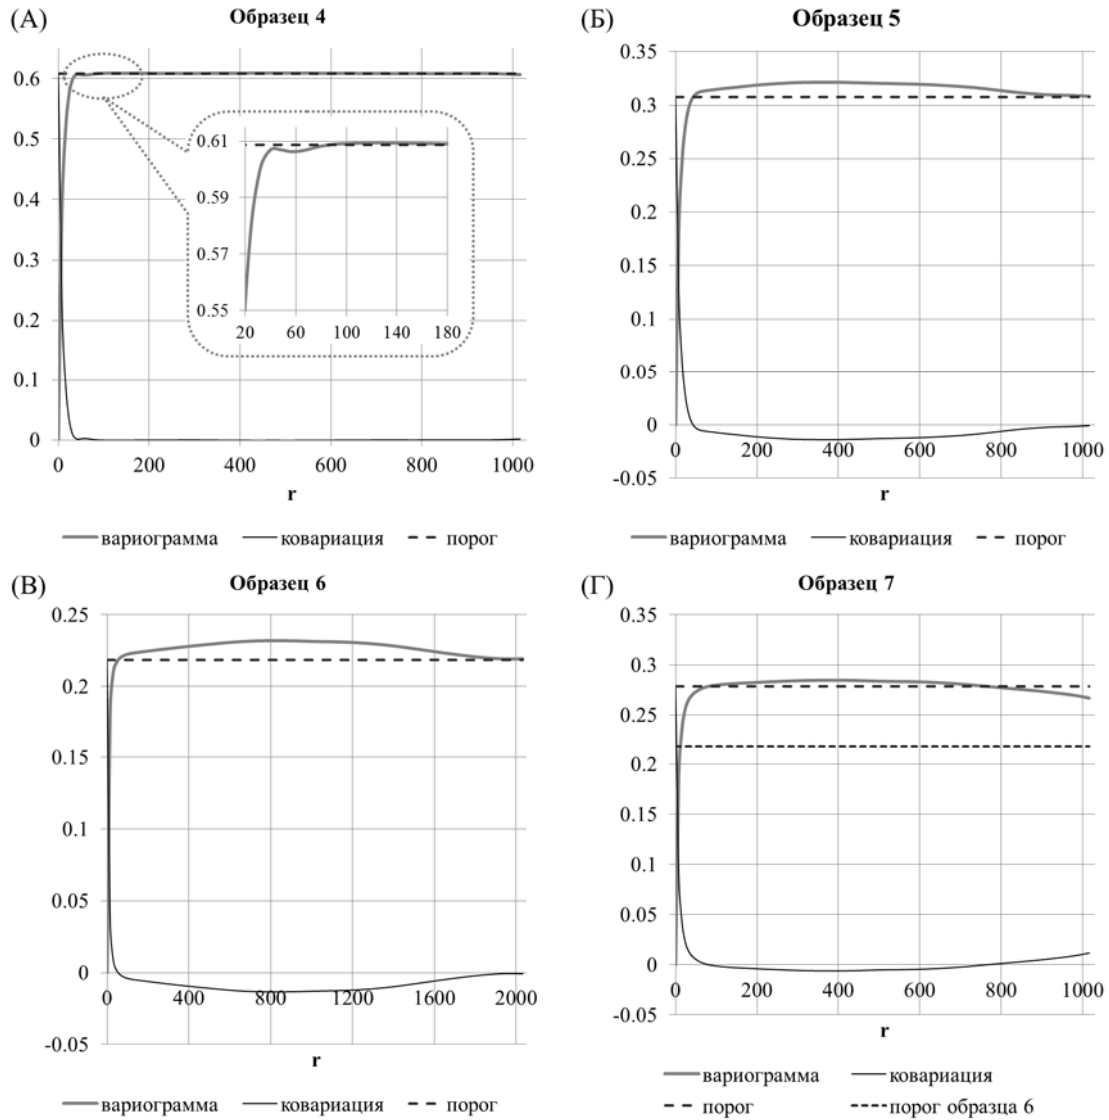 (А)
Образец 4
0.6
0.5
0.4
0.3
0.2
0.1
0
0.61
0.59
0.57
0.55
20 60 100 140 180
0 200 400 600 800 1000
r
вариограмма ковариация порог
(Б)
Образец 5
0.35
0.3
0.25
0.2
0.15
0.1
0.05
0
-0.05
0 200 400 600 800 1000
r
вариограмма ковариация порог
(В)
Образец 6
0.25
0.2
0.15
0.1
0.05
0
-0.05
0 400 800 1200 1600 2000
r
вариограмма ковариация порог
(Г)
Образец 7
0.35
0.3
0.25
0.2
0.15
0.1
0.05
0
-0.05
0 200 400 600 800 1000
r
вариограмма ковариация
порог порог образца 6